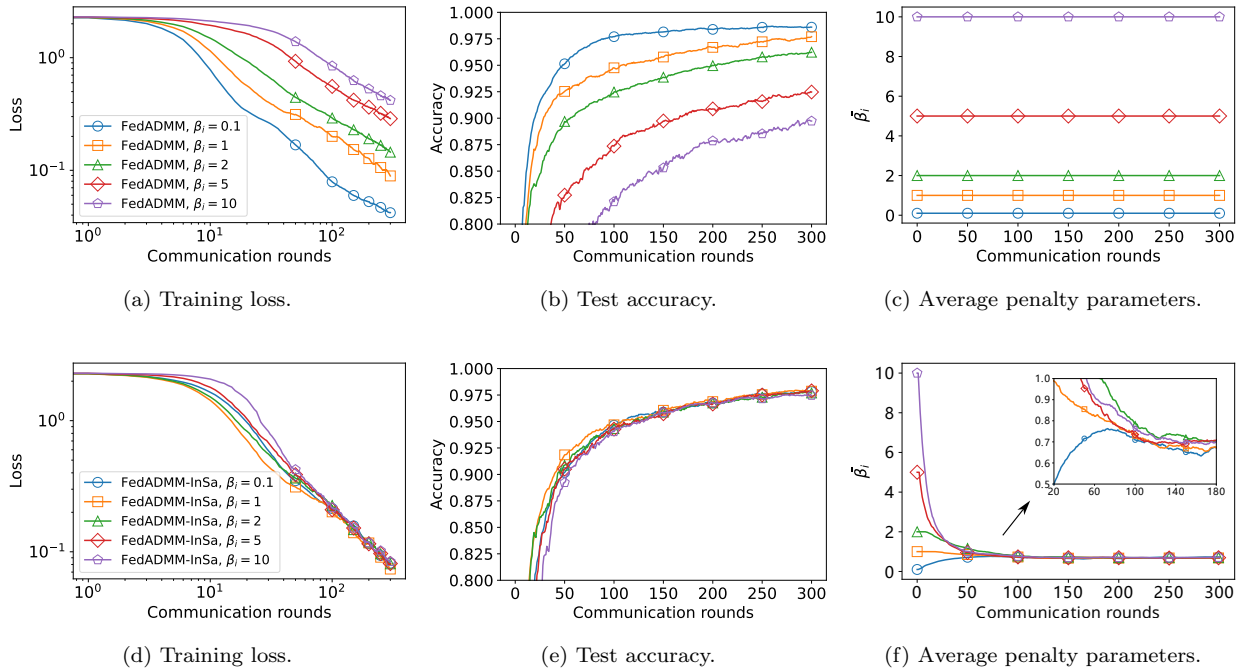 Loss
10^0
10^{-1}
FedADMM, β_i = 0.1
FedADMM, β_i = 1
FedADMM, β_i = 2
FedADMM, β_i = 5
FedADMM, β_i = 10
10^0 10^1 10^2
Communication rounds
(a) Training loss.
Accuracy
1.000
0.975
0.950
0.925
0.900
0.875
0.850
0.825
0.800
0 50 100 150 200 250 300
Communication rounds
(b) Test accuracy.
β̄_i
10
8
6
4
2
0
0 50 100 150 200 250 300
Communication rounds
(c) Average penalty parameters.
Loss
10^0
10^{-1}
FedADMM-InSa, β_i = 0.1
FedADMM-InSa, β_i = 1
FedADMM-InSa, β_i = 2
FedADMM-InSa, β_i = 5
FedADMM-InSa, β_i = 10
10^0 10^1 10^2
Communication rounds
(d) Training loss.
Accuracy
1.000
0.975
0.950
0.925
0.900
0.875
0.850
0.825
0.800
0 50 100 150 200 250 300
Communication rounds
(e) Test accuracy.
β̄_i
10
8
6
4
2
0
1.0
0.9
0.8
0.7
0.6
0.5
20 60 100 140 180
0 50 100 150 200 250 300
Communication rounds
(f) Average penalty parameters.